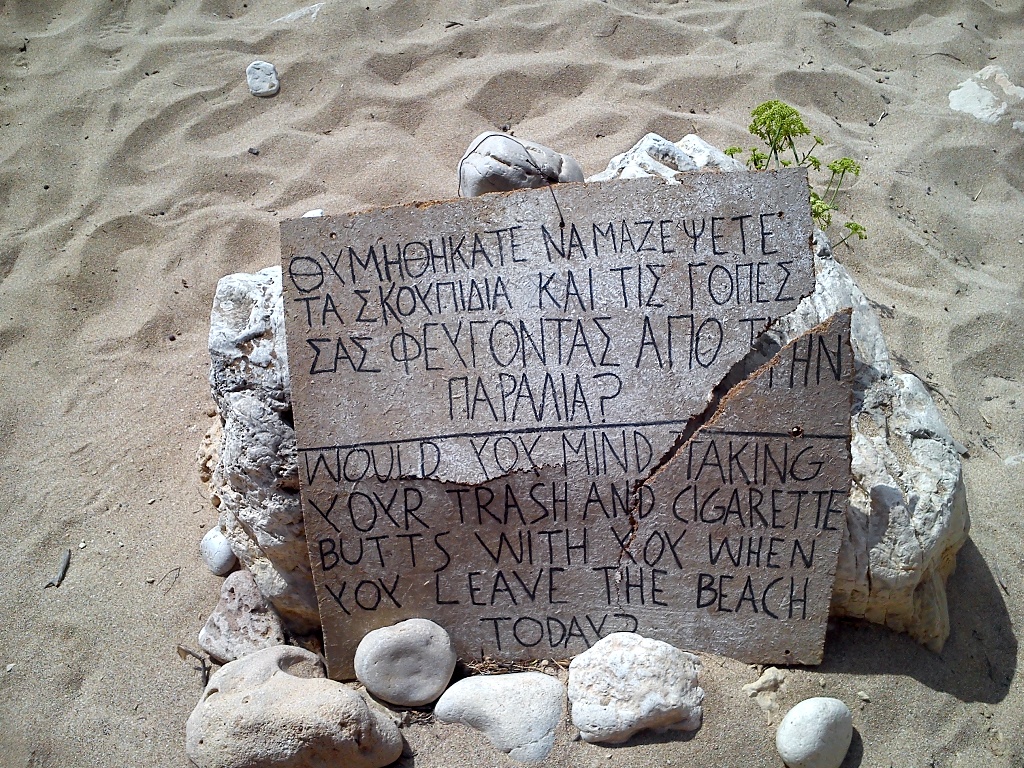 ΘΥΜΗΘΗΚΑΤΕ ΝΑ ΜΑΖΕΨΕΤΕ
ΤΑ ΣΚΟΥΠΙΔΙΑ ΚΑΙ ΤΙΣ ΓΟΠΕΣ
ΣΑΣ ΦΕΥΓΟΝΤΑΣ ΑΠΟ ΤΗΝ
ΠΑΡΑΛΙΑ?
WOULD YOU MIND TAKING
YOUR TRASH AND CIGARETTE
BUTTS WITH YOU WHEN
YOU LEAVE THE BEACH
TODAY?